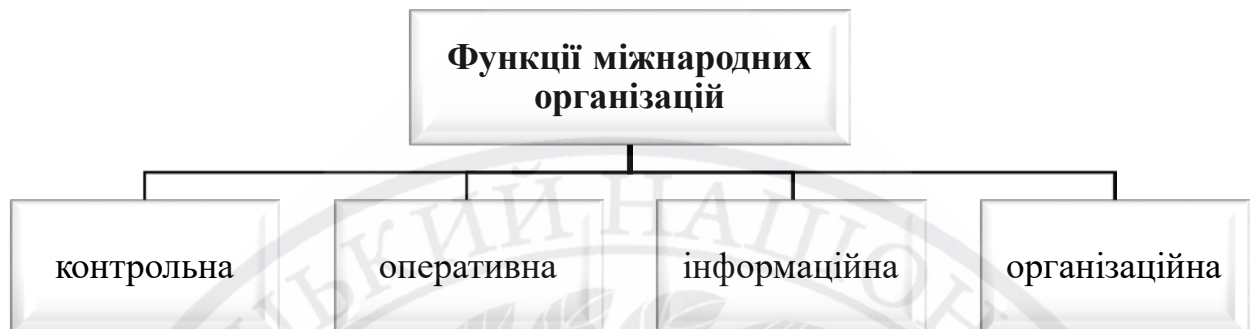 Функції міжнародних
організацій
контрольна
оперативна
інформаційна
організаційна